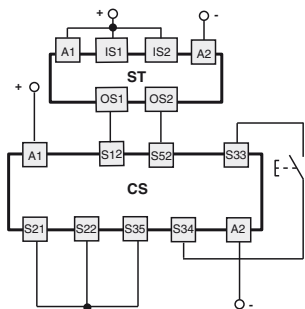 + -
A1 IS1 IS2 A2
ST
OS1 OS2
+
A1 S12 S52 S33
CS
S21 S22 S35 S34 A2
-